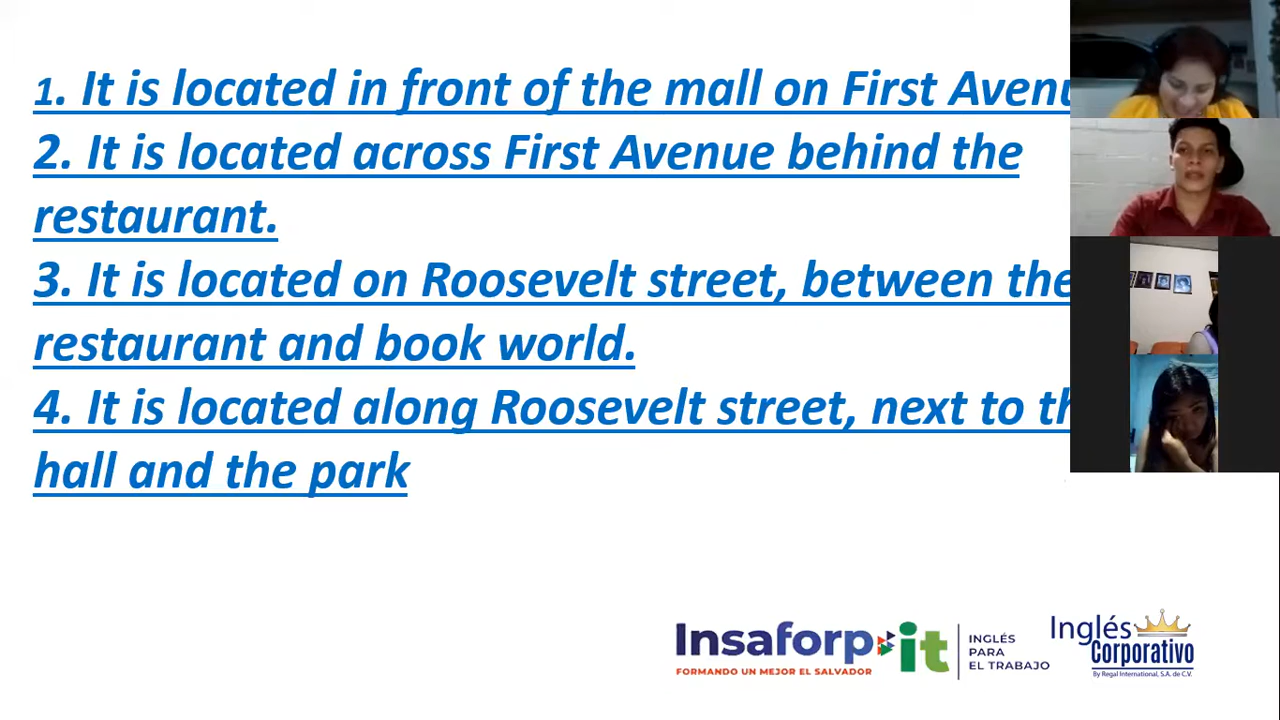 1. It is located in front of the mall on First Avenu
2. It is located across First Avenue behind the
restaurant.
3. It is located on Roosevelt street, between the
restaurant and book world.
4. It is located along Roosevelt street, next to th
hall and the park
Insaforp it
FORMANDO UN MEJOR EL SALVADOR
INGLÉS
PARA
EL TRABAJO
Inglés
Corporativo
By Regal International, S.A. de C.V.